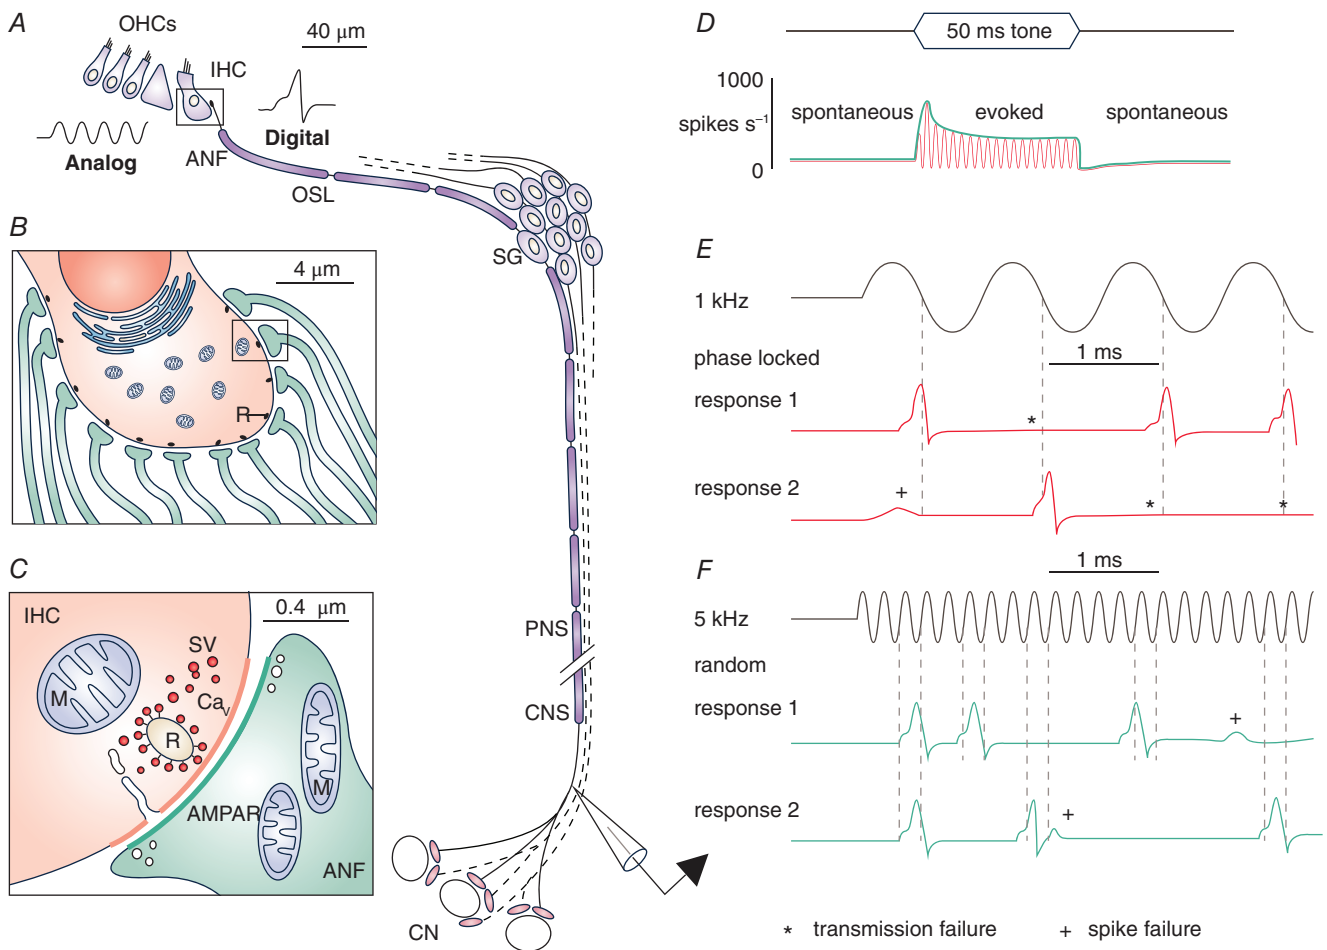 A
OHCs
40 µm
IHC
Digital
Analog
ANF
OSL
SG
PNS
CNS
CN
B
4 µm
R
C
IHC
0.4 µm
SV
M
Cav
R
M
AMPAR
ANF
D
50 ms tone
1000
spikes s⁻¹
0
spontaneous
evoked
spontaneous
E
1 kHz
phase locked
1 ms
response 1
*
response 2
+
*
*
F
1 ms
5 kHz
random
response 1
+
response 2
+
* transmission failure
+ spike failure